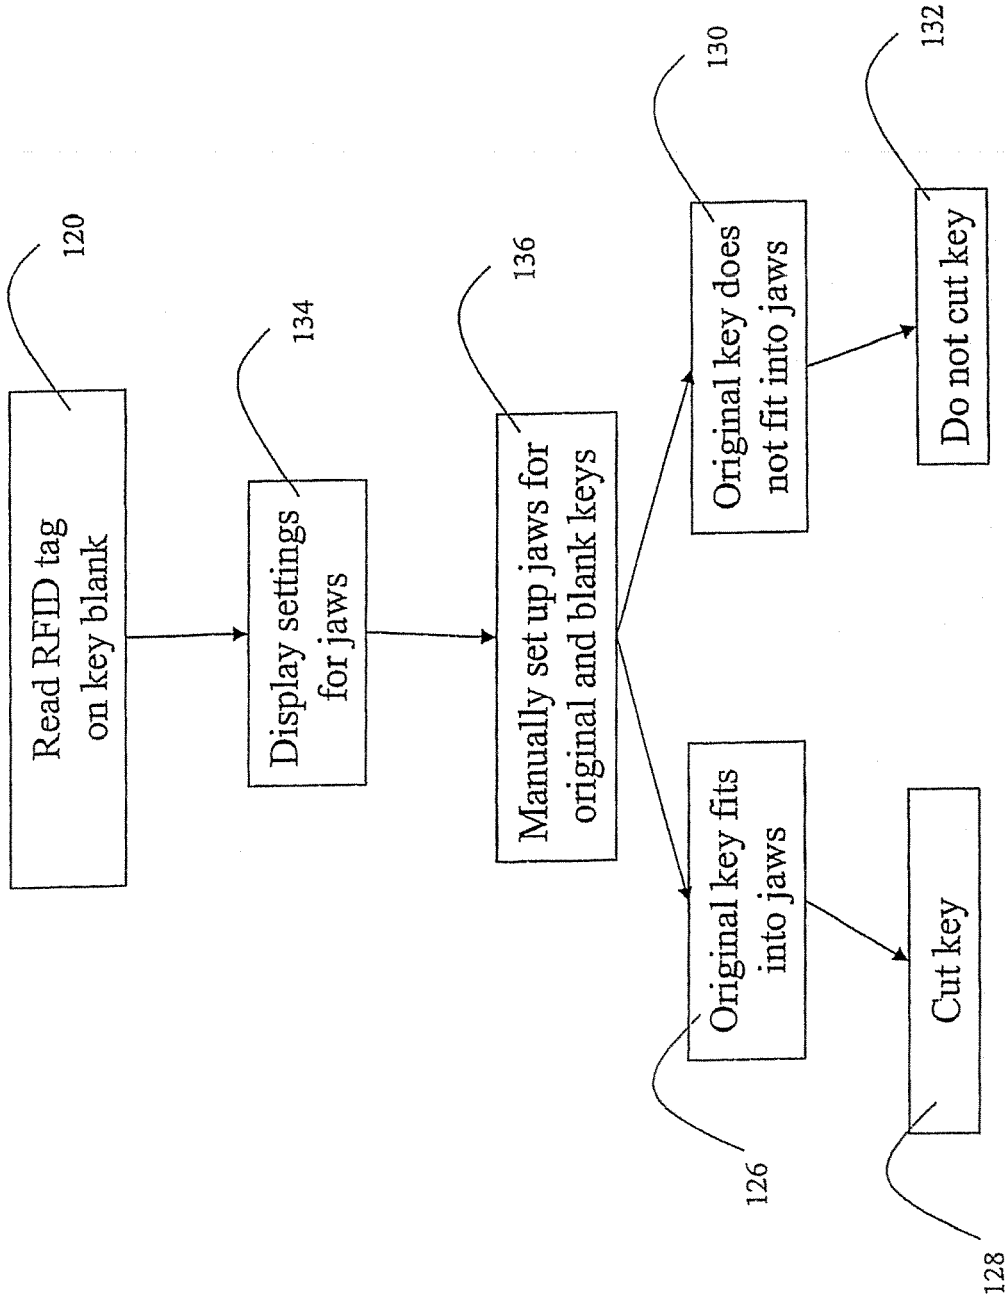 Read RFID tag
on key blank
120
Display settings
for jaws
134
Manually set up jaws for
original and blank keys
136
Original key fits
into jaws
126
Original key does
not fit into jaws
130
Cut key
128
Do not cut key
132